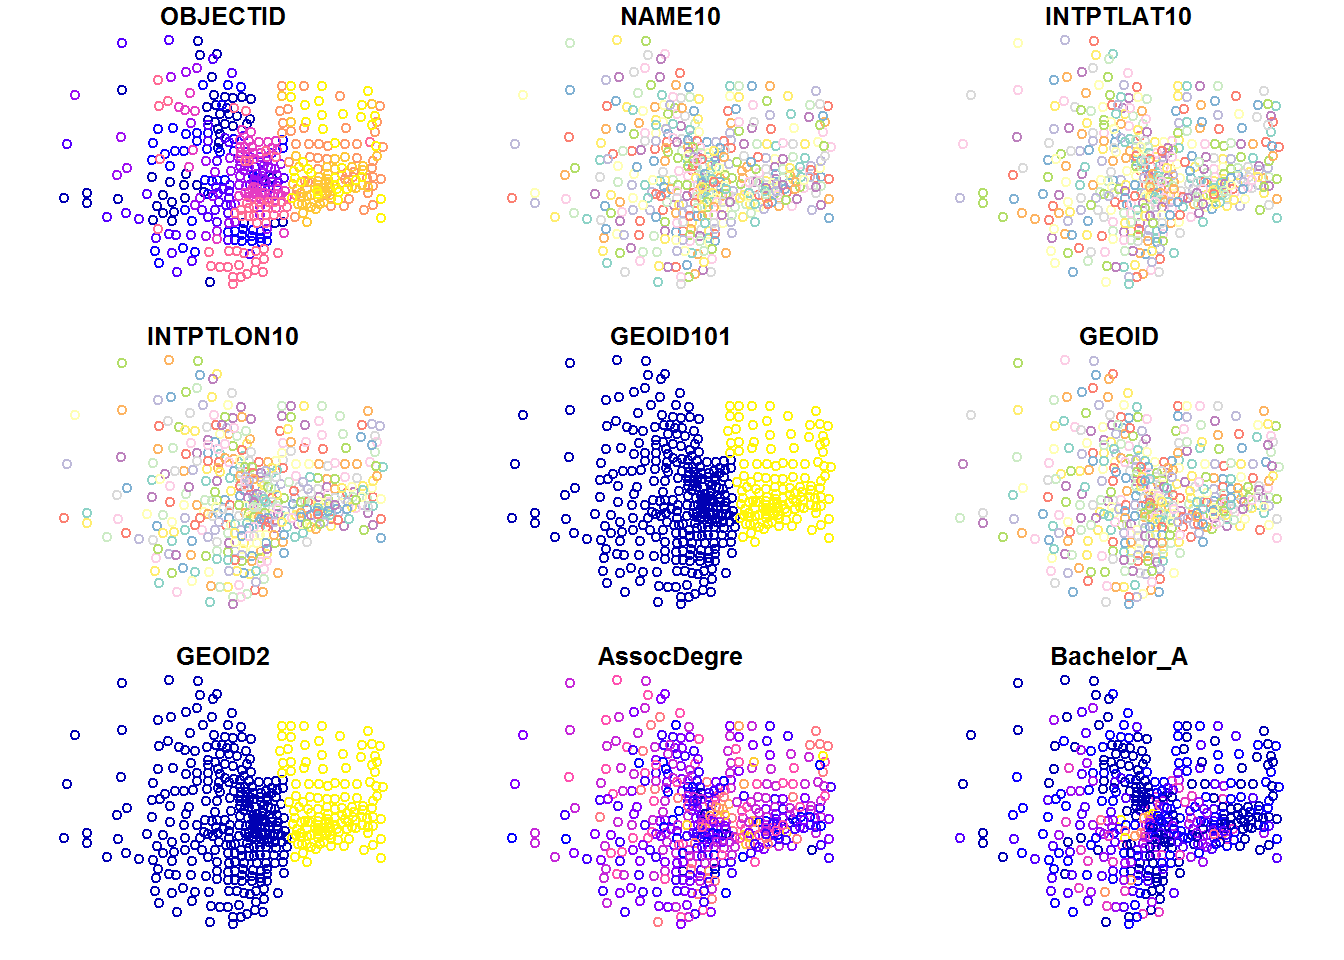 OBJECTID
NAME10
INTPTLAT10
INTPTLON10
GEOID101
GEOID
GEOID2
AssocDegre
Bachelor_A